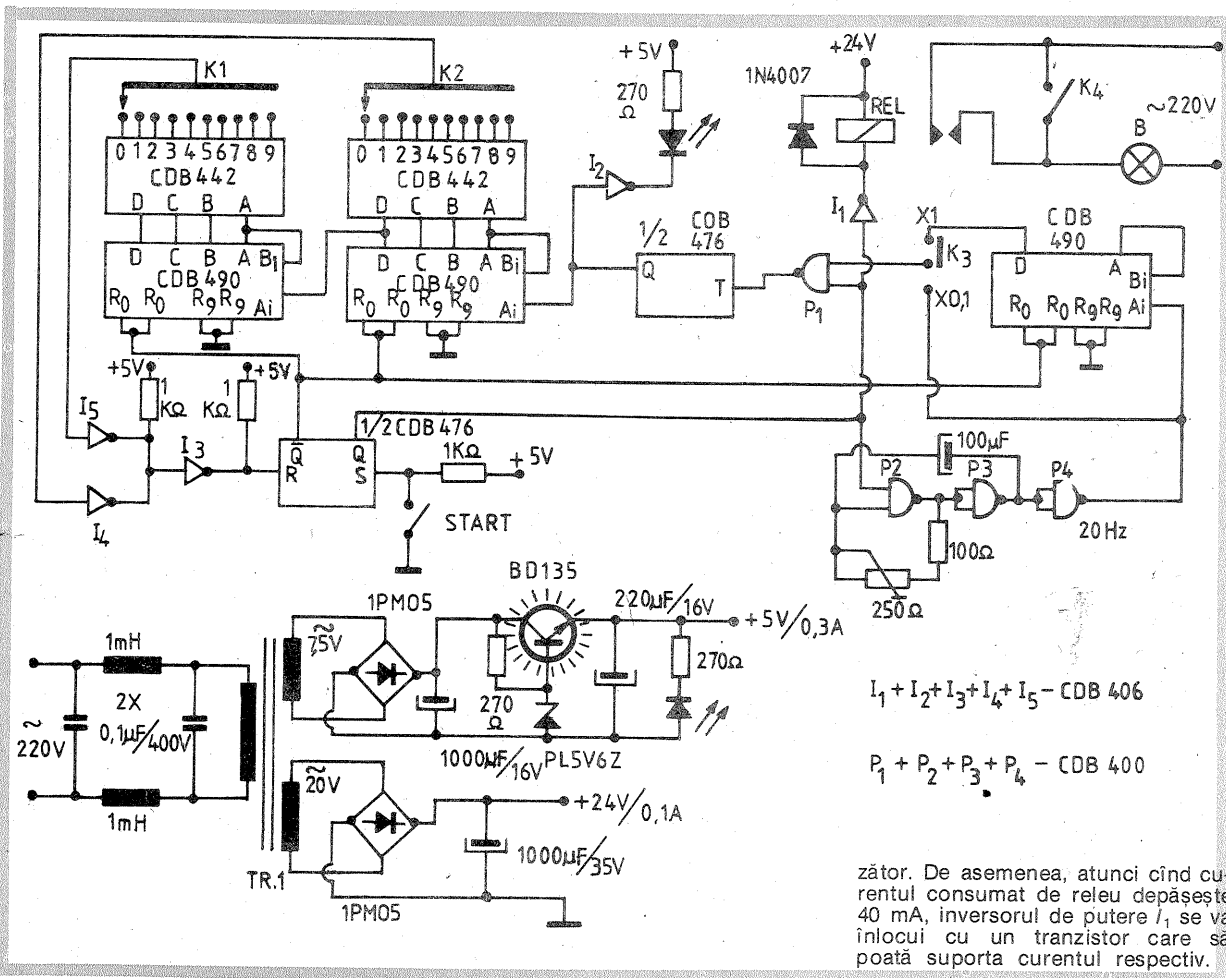 K1
K2
+5V
270
Ω
+24V
1N4007
REL
K4
~220V
B
0 1 2 3 4 5 6 7 8 9
CDB442
D C B A
0 1 2 3 4 5 6 7 8 9
CDB442
D C B A
I2
I1
X1
K3
X0,1
CDB
490
D A
Bi
R0 R0 R9 R9 Ai
D C B A Bi
CDB490
R0 R0 R9 R9 Ai
D C B A Bi
CDB490
R0 R0 R9 R9 Ai
1/2 COB
476
Q
T
P1
+5V
1
KΩ
1
KΩ
+5V
I5
I3
I4
1/2CDB476
Q̅ Q
R S
1KΩ
+5V
START
100µF
P2
P3
P4
20Hz
100Ω
250Ω
BD135
1PM05
~
7,5V
220µF/16V
+5V/0,3A
270Ω
270
Ω
1000µF/16V
PL5V6Z
1mH
2X
0,1µF/400V
~
220V
1mH
TR.1
~
20V
1PM05
+24V/0,1A
1000µF/35V
I1+I2+I3+I4+I5–CDB 406
P1 + P2 + P3 + P4 – CDB 400
zător. De asemenea, atunci cînd cu-
rentul consumat de releu depăşeşte
40 mA, inversorul de putere I1 se va
înlocui cu un tranzistor care să
poată suporta curentul respectiv.